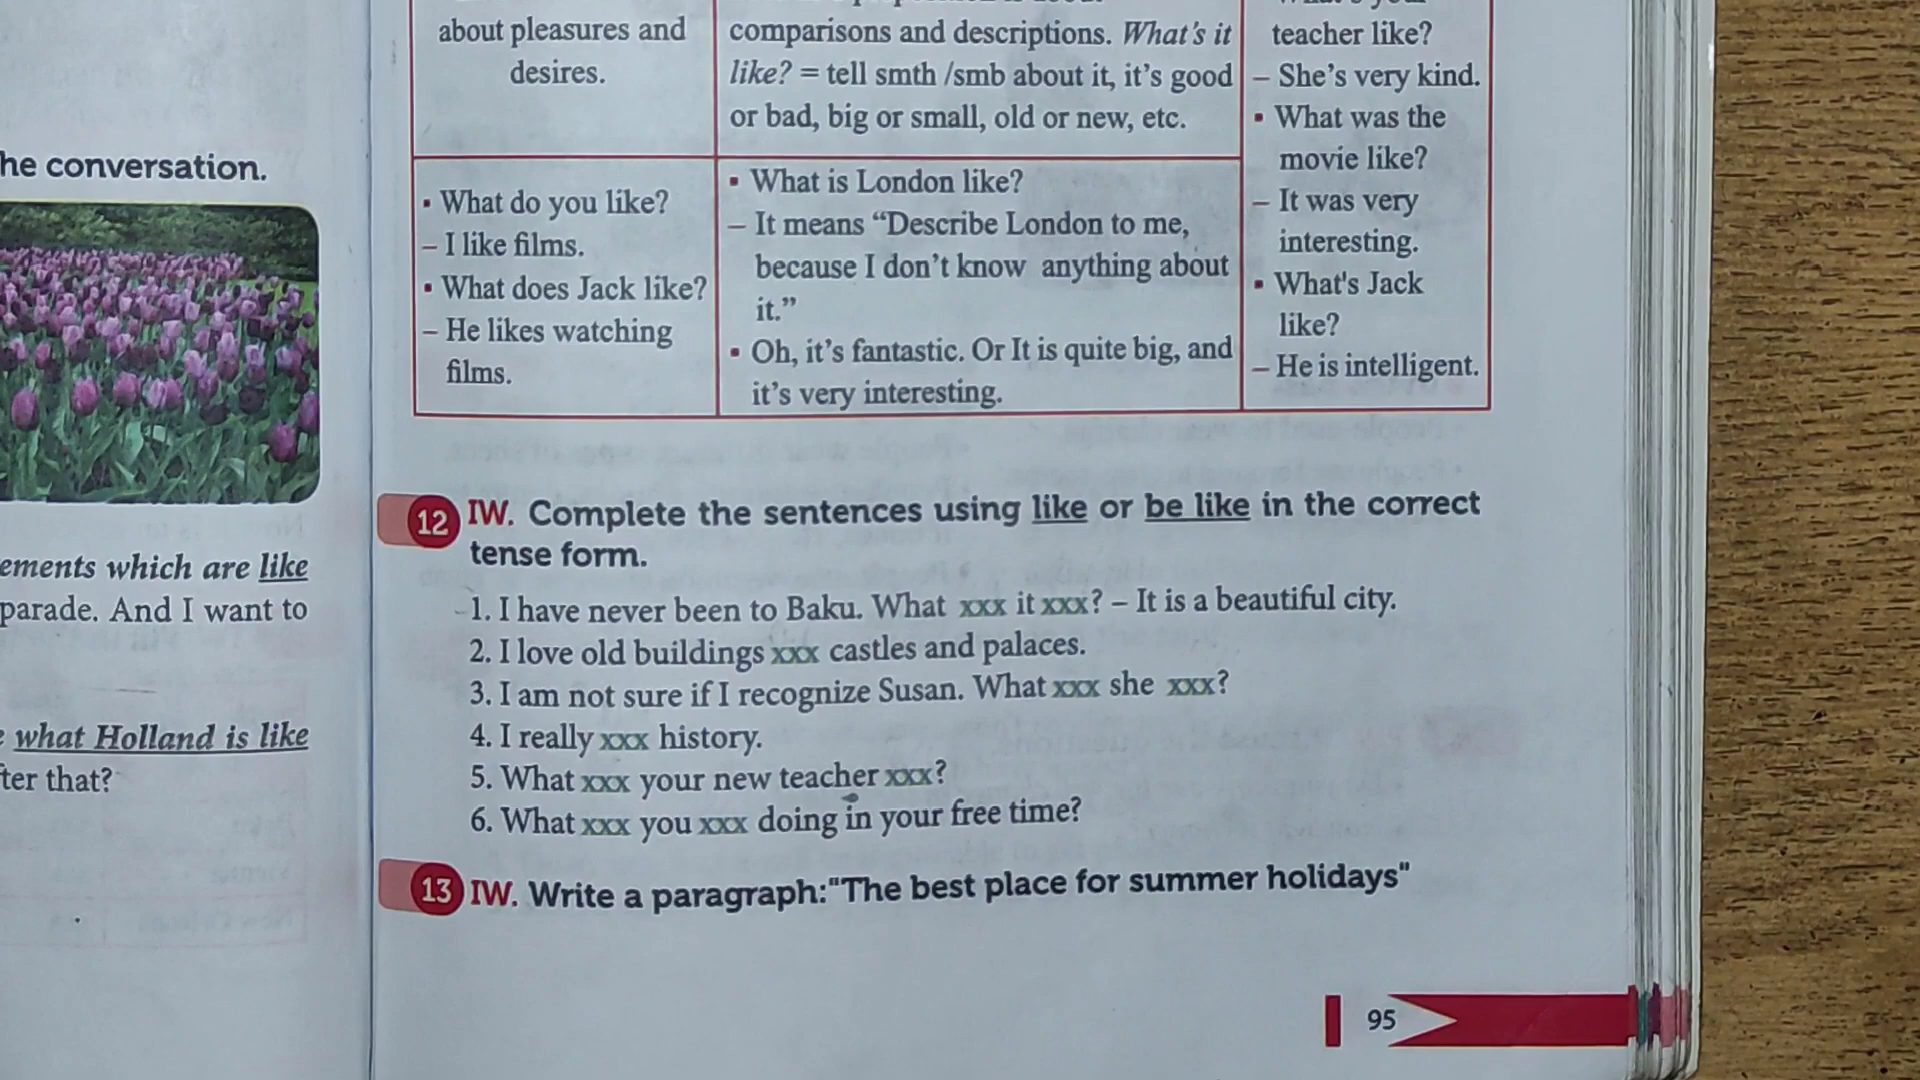 he conversation.
ements which are like
parade. And I want to
what Holland is like
ter that?
about pleasures and
desires.
comparisons and descriptions. What's it
like? = tell smth /smb about it, it's good
or bad, big or small, old or new, etc.
▪ What do you like?
– I like films.
▪ What does Jack like?
– He likes watching
films.
▪ What is London like?
– It means “Describe London to me,
because I don't know anything about
it.”
▪ Oh, it's fantastic. Or It is quite big, and
it's very interesting.
teacher like?
– She's very kind.
▪ What was the
movie like?
– It was very
interesting.
▪ What's Jack
like?
– He is intelligent.
12 IW. Complete the sentences using like or be like in the correct
tense form.
1. I have never been to Baku. What xxx it xxx? – It is a beautiful city.
2. I love old buildings xxx castles and palaces.
3. I am not sure if I recognize Susan. What xxx she xxx?
4. I really xxx history.
5. What xxx your new teacher xxx?
6. What xxx you xxx doing in your free time?
13 IW. Write a paragraph:"The best place for summer holidays"
95